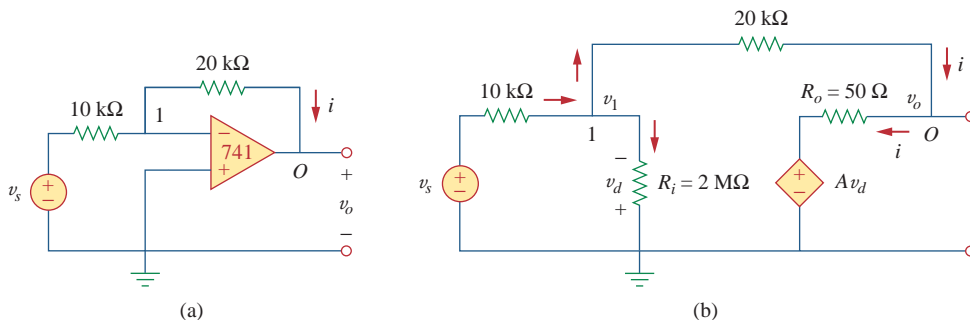 20 kΩ
10 kΩ
i
1
−
741
+
O
v_s
+
−
+
v_o
−
(a)
20 kΩ
i
10 kΩ
v_1
1
R_o = 50 Ω
v_o
O
i
v_s
+
−
−
v_d
+
R_i = 2 MΩ
+
−
Av_d
(b)